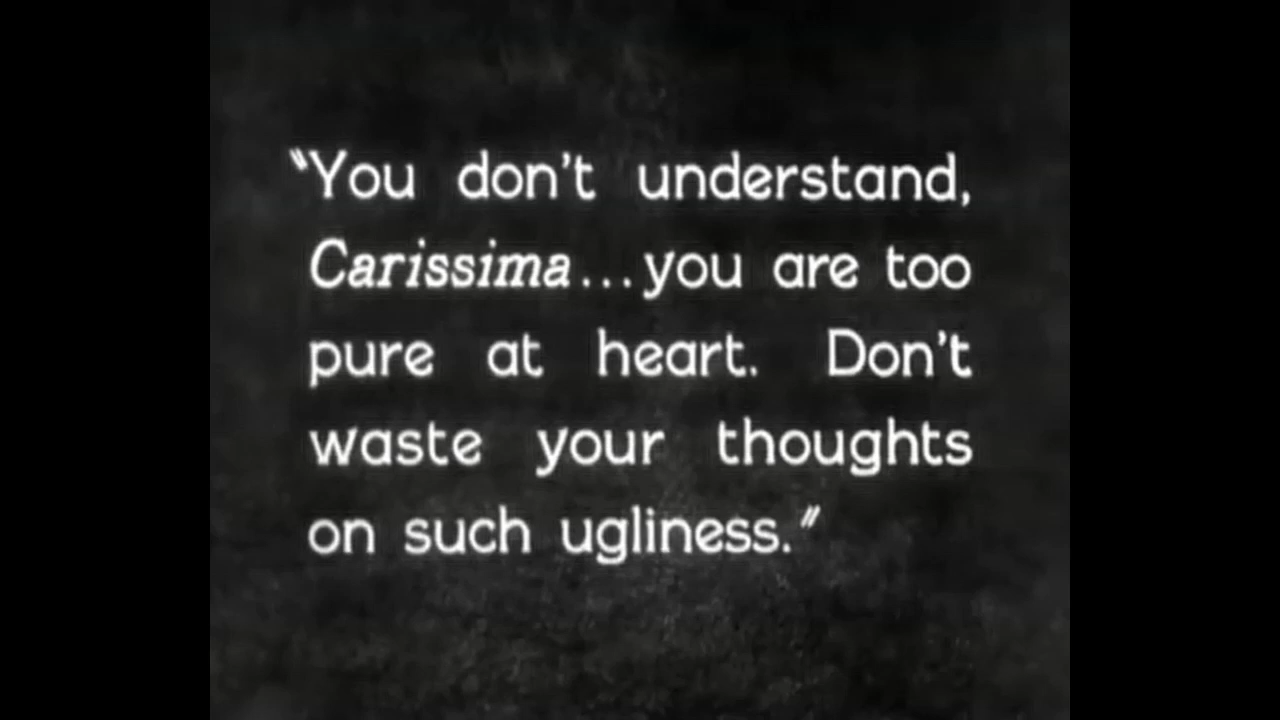 “You don’t understand,
Carissima...you are too
pure at heart. Don’t
waste your thoughts
on such ugliness.”